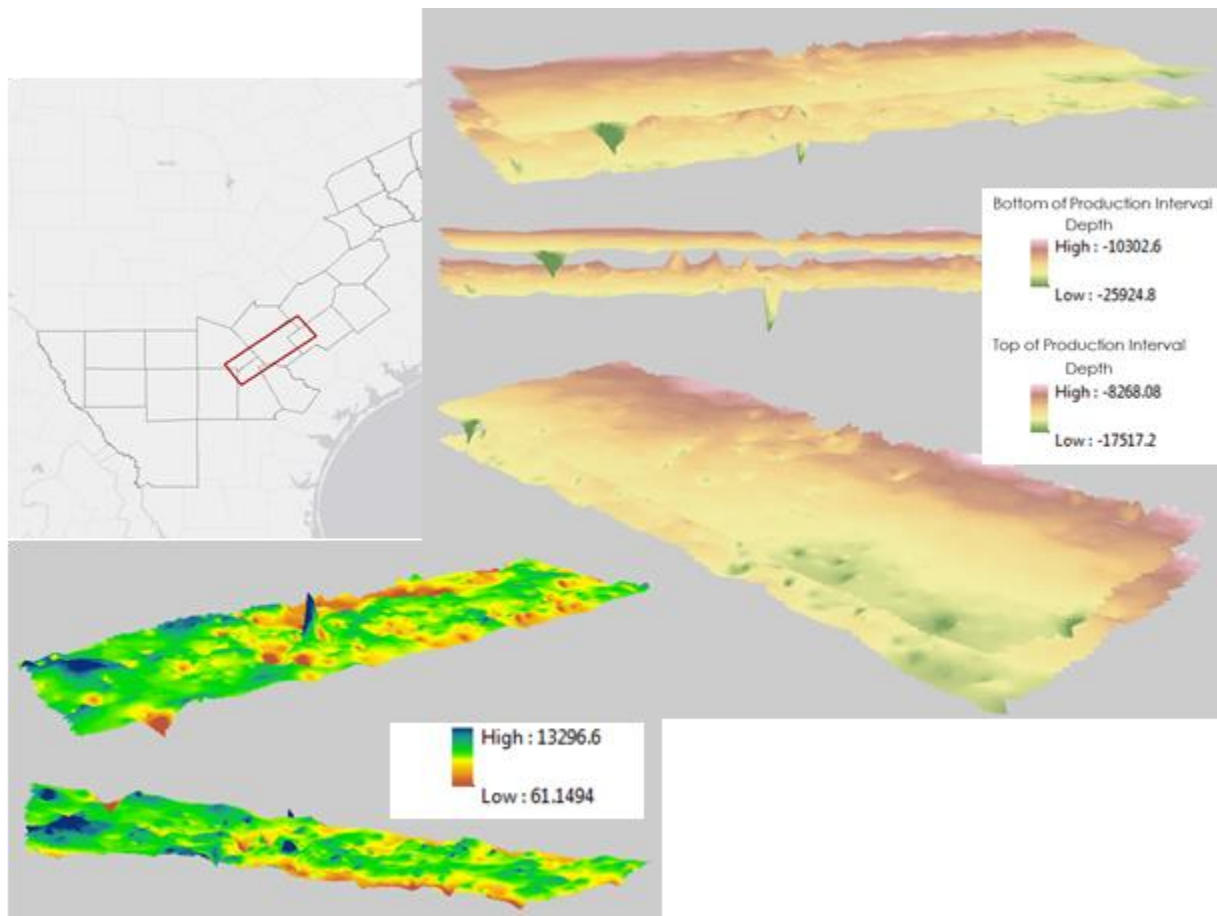 Bottom of Production Interval
Depth
High : -10302.6
Low : -25924.8
Top of Production Interval
Depth
High : -8268.08
Low : -17517.2
High : 13296.6
Low : 61.1494